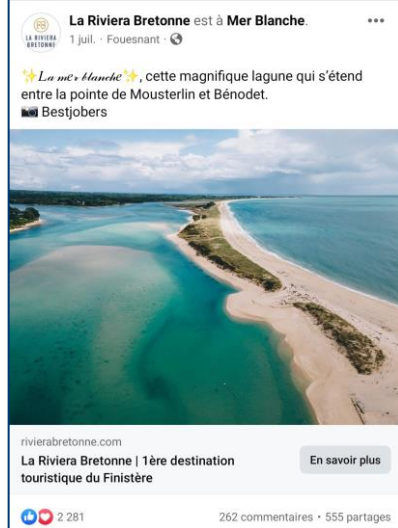 LA RIVIERA
BRETONNE
La Riviera Bretonne est à Mer Blanche.
1 juil. · Fouesnant ·
✨𝓛𝓪 𝓶𝓮𝓻 𝓫𝓵𝓪𝓷𝓬𝓱𝓮✨, cette magnifique lagune qui s’étend
entre la pointe de Mousterlin et Bénodet.
📷 Bestjobers
rivierabretonne.com
La Riviera Bretonne | 1ère destination
touristique du Finistère
En savoir plus
2 281
262 commentaires • 555 partages